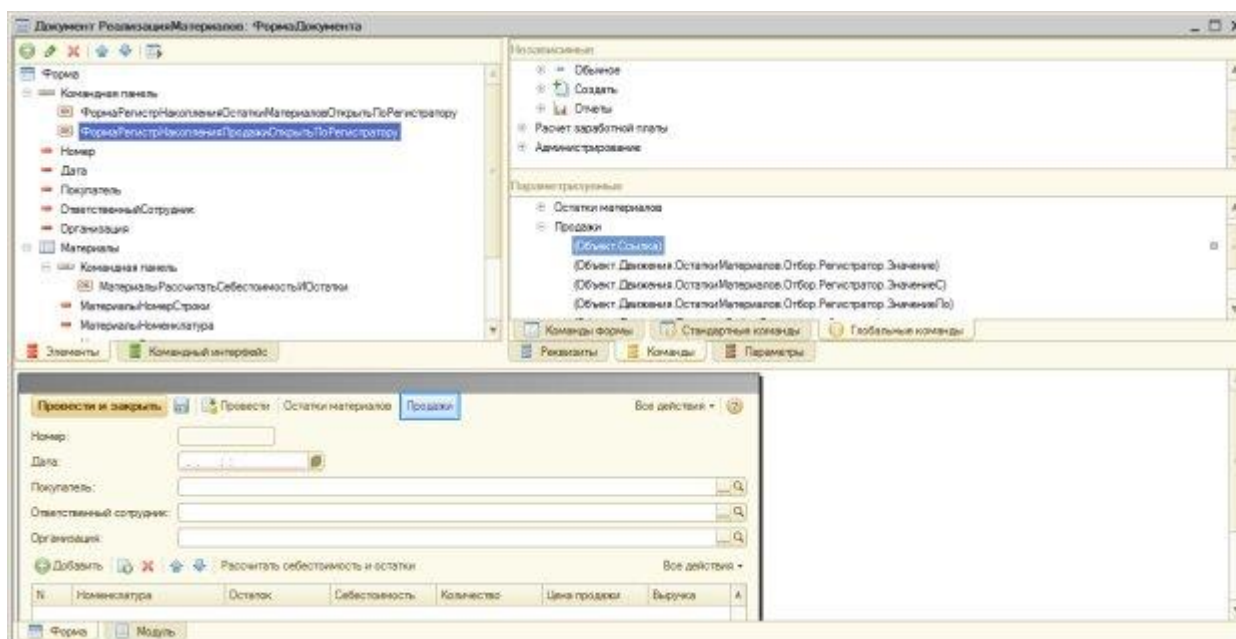 Документ РеализацияМатериалов: ФормаДокумента
Форма
Командная панель
ФормаРегистрНакопленияОстаткиМатериаловОткрытьПоРегистратору
ФормаРегистрНакопленияПродажиОткрытьПоРегистратору
Номер
Дата
Покупатель
ОтветственныйСотрудник
Организация
Материалы
Командная панель
МатериалыРассчитатьСебестоимостьИОстатки
МатериалыНомерСтроки
МатериалыНоменклатура
Элементы
Командный интерфейс
Независимые
Обычное
Создать
Отчеты
Расчет заработной платы
Администрирование
Параметризуемые
Остатки материалов
Продажи
(Объект.Ссылка)
(Объект.Движения.ОстаткиМатериалов.Отбор.Регистратор.Значение)
(Объект.Движения.ОстаткиМатериалов.Отбор.Регистратор.ЗначениеС)
(Объект.Движения.ОстаткиМатериалов.Отбор.Регистратор.ЗначениеПо)
Команды формы Стандартные команды Глобальные команды
Реквизиты Команды Параметры
Провести и закрыть Провести Остатки материалов Продажи Все действия
Номер:
Дата:
Покупатель:
Ответственный сотрудник:
Организация:
Добавить Рассчитать себестоимость и остатки Все действия
N Номенклатура Остаток Себестоимость Количество Цена продажи Выручка
Форма Модуль